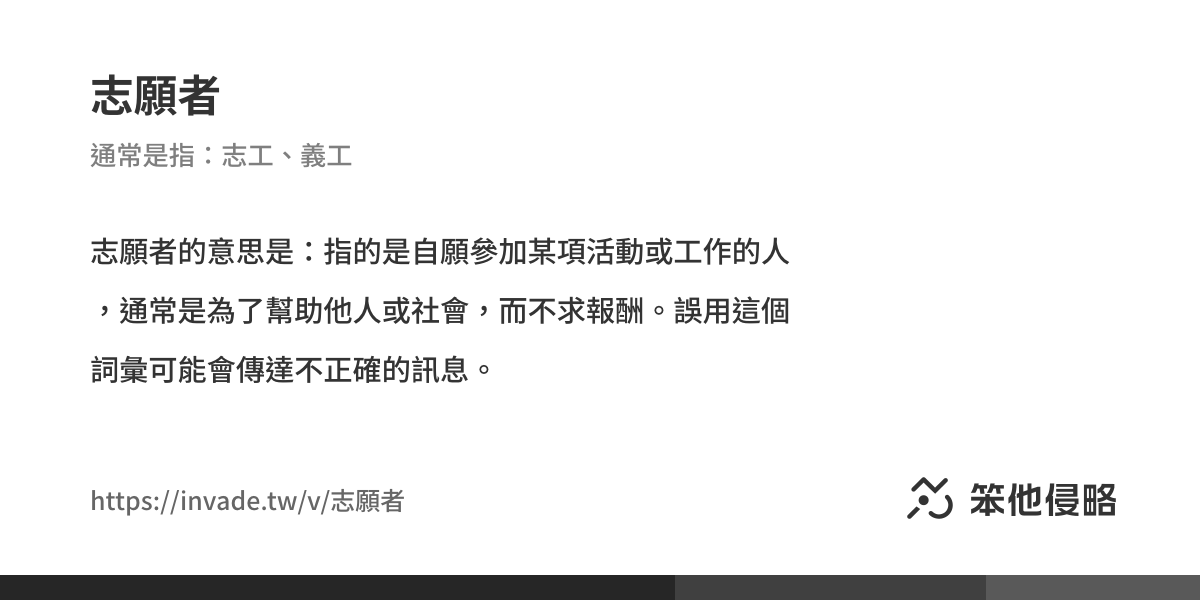 志願者
通常是指：志工、義工
志願者的意思是：指的是自願參加某項活動或工作的人
，通常是為了幫助他人或社會，而不求報酬。誤用這個
詞彙可能會傳達不正確的訊息。
https://invade.tw/v/志願者
笨他侵略